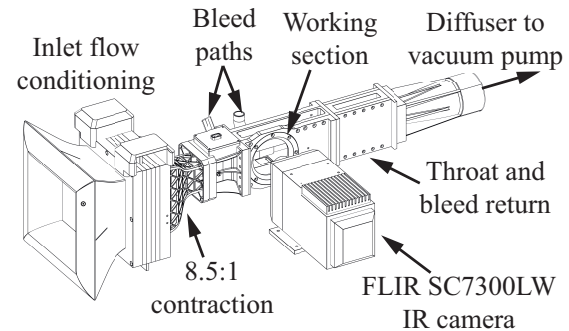 Inlet flow
conditioning
Bleed
paths
Working
section
Diffuser to
vacuum pump
Throat and
bleed return
8.5:1
contraction
FLIR SC7300LW
IR camera